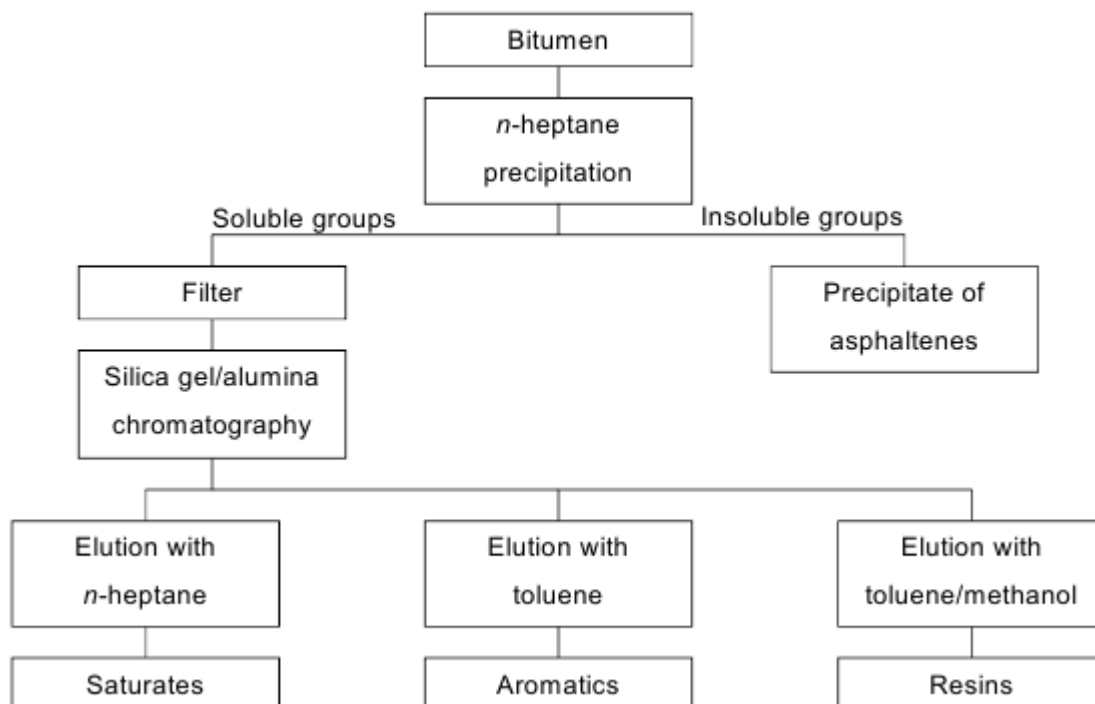 Bitumen
n-heptane
precipitation
Soluble groups
Insoluble groups
Filter
Precipitate of
asphaltenes
Silica gel/alumina
chromatography
Elution with
n-heptane
Elution with
toluene
Elution with
toluene/methanol
Saturates
Aromatics
Resins